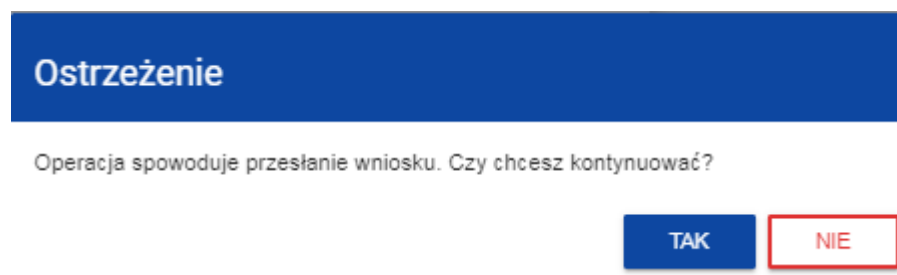 Ostrzeżenie
Operacja spowoduje przesłanie wniosku. Czy chcesz kontynuować?
TAK NIE